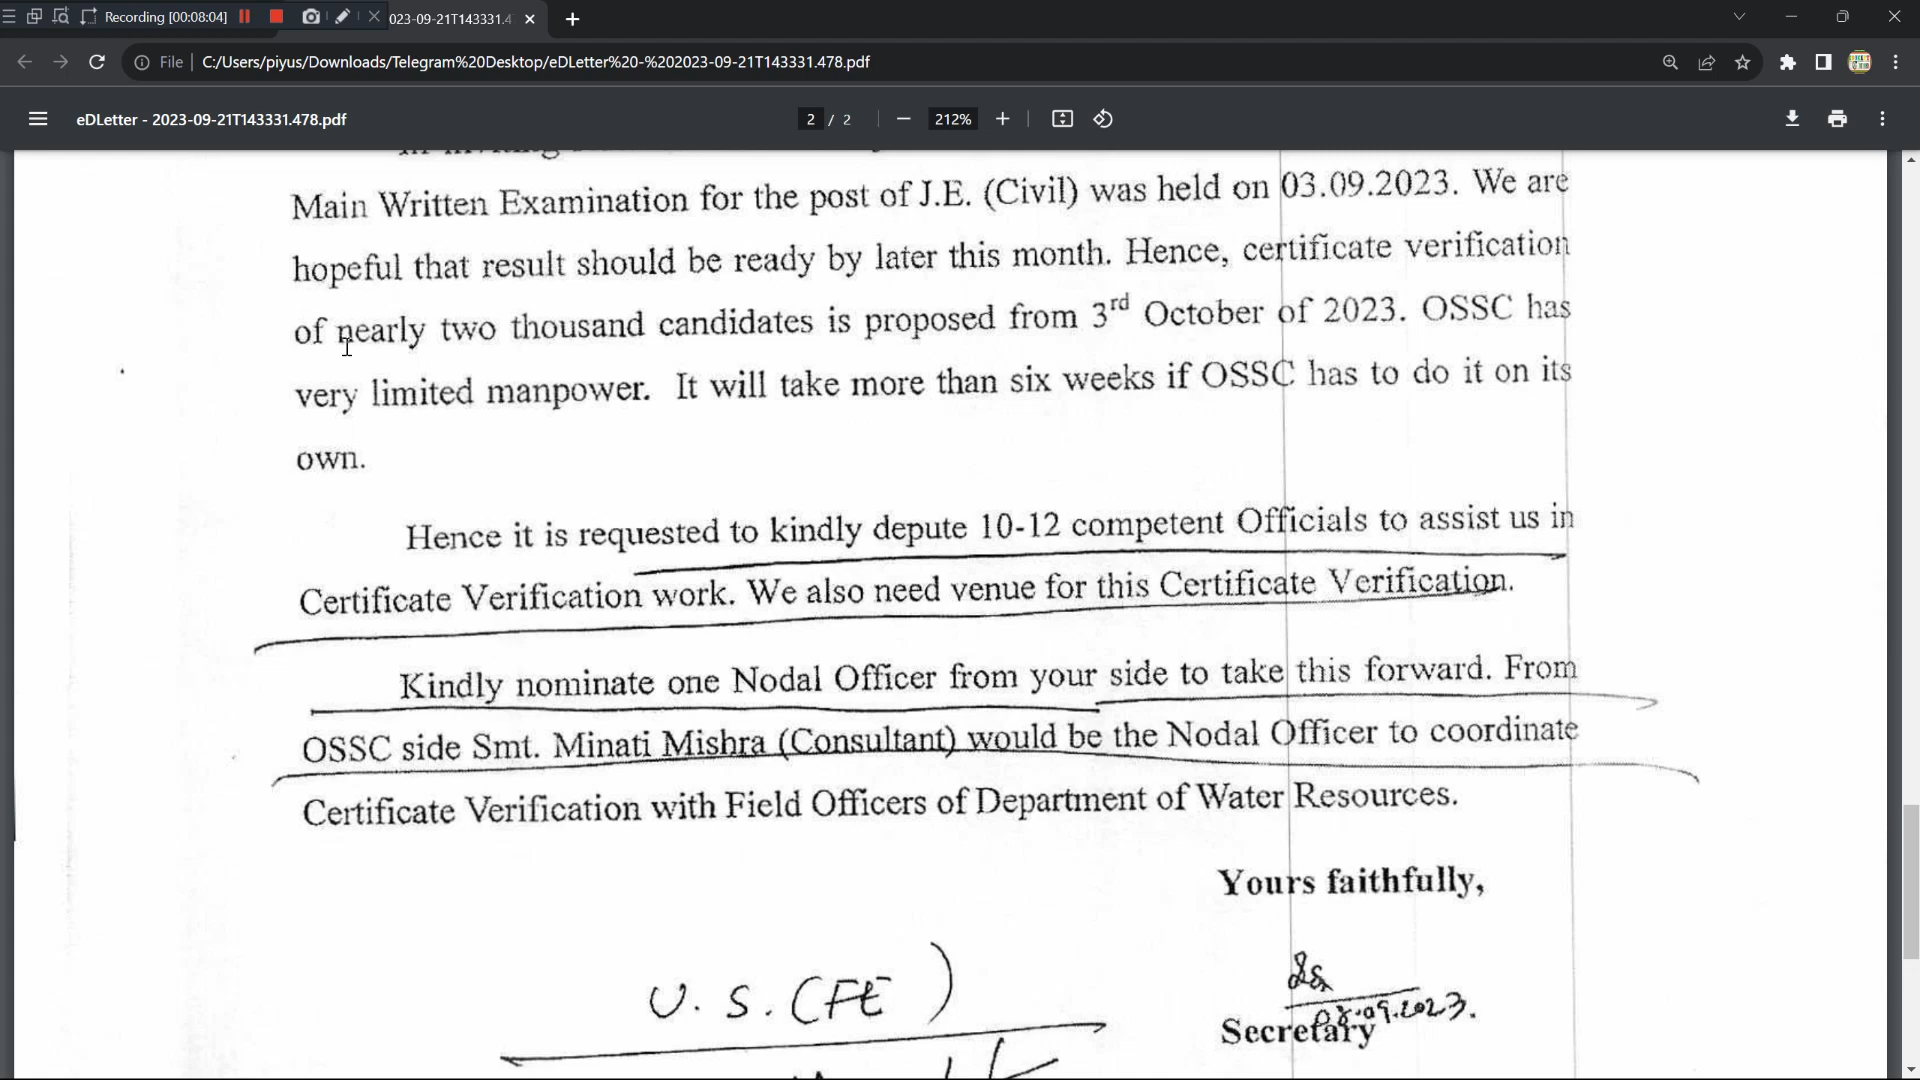 Recording [00:08:04]
023-09-21T143331.4
File
C:/Users/piyus/Downloads/Telegram%20Desktop/eDLetter%20-%202023-09-21T143331.478.pdf
eDLetter - 2023-09-21T143331.478.pdf
2 / 2
212%
Main Written Examination for the post of J.E. (Civil) was held on 03.09.2023. We are
hopeful that result should be ready by later this month. Hence, certificate verification
of nearly two thousand candidates is proposed from 3rd October of 2023. OSSC has
very limited manpower. It will take more than six weeks if OSSC has to do it on its
own.
Hence it is requested to kindly depute 10-12 competent Officials to assist us in
Certificate Verification work. We also need venue for this Certificate Verification.
Kindly nominate one Nodal Officer from your side to take this forward. From
OSSC side Smt. Minati Mishra (Consultant) would be the Nodal Officer to coordinate
Certificate Verification with Field Officers of Department of Water Resources.
Yours faithfully,
U. S. (FE)
08.09.2023.
Secretary